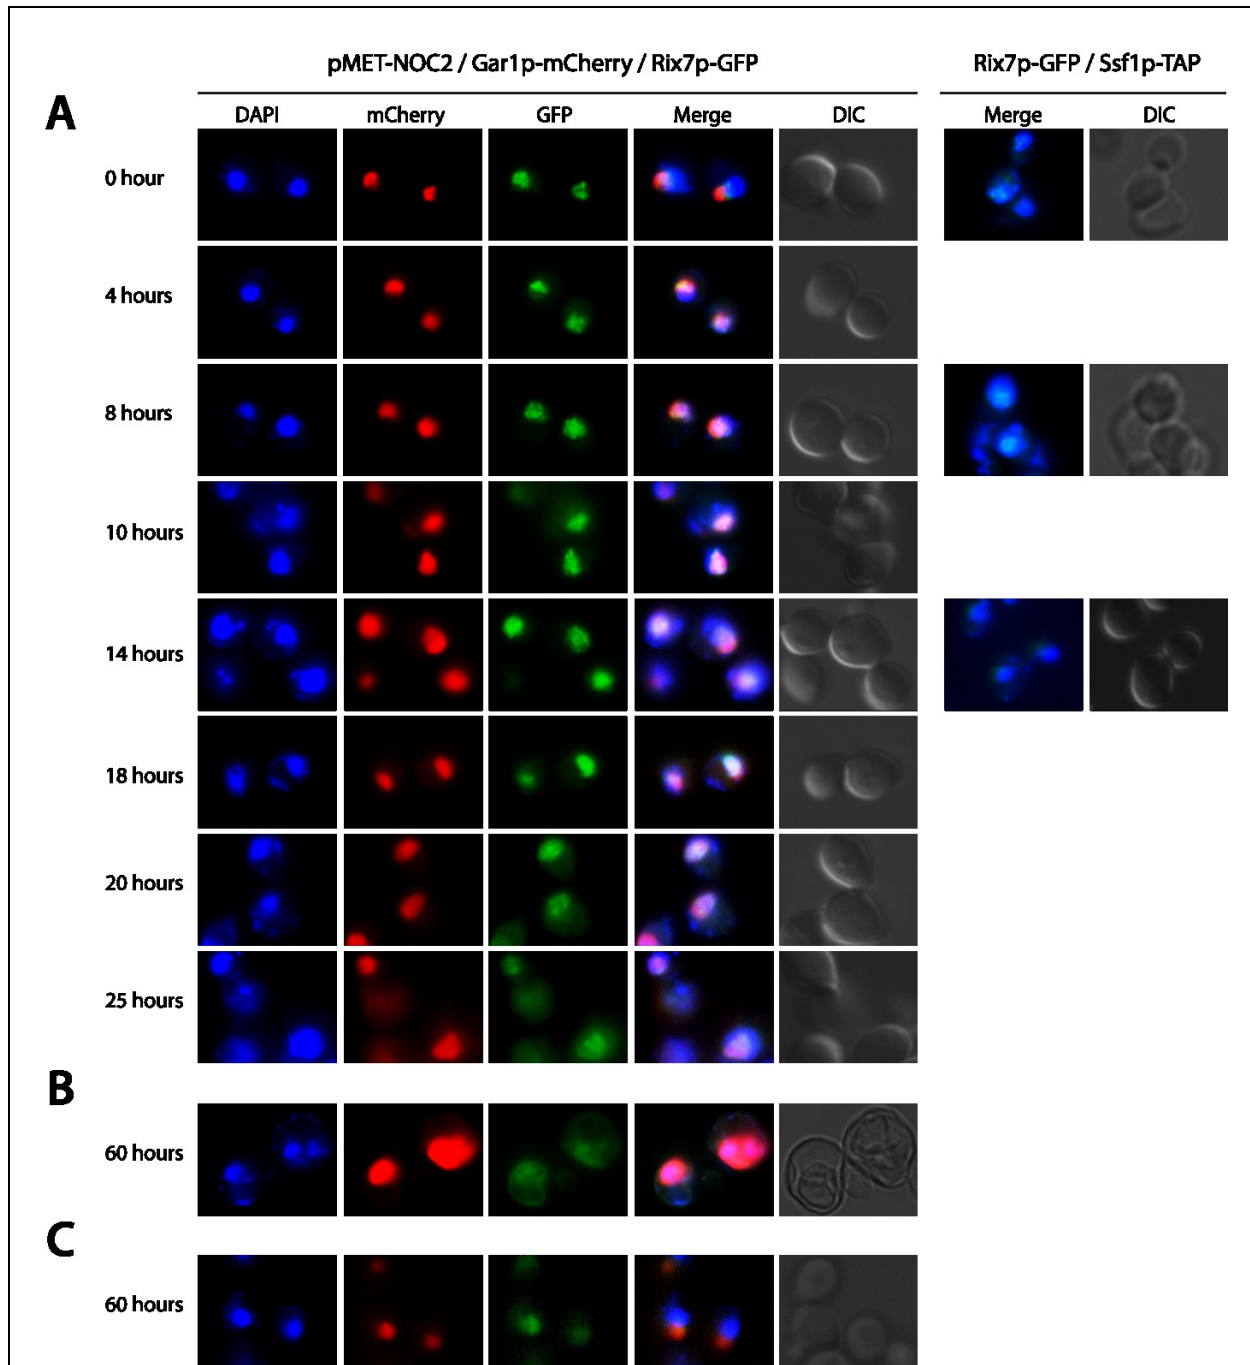 pMET-NOC2 / Gar1p-mCherry / Rix7p-GFP Rix7p-GFP / Ssf1p-TAP
A
DAPI mCherry GFP Merge DIC Merge DIC
0 hour
4 hours
8 hours
10 hours
14 hours
18 hours
20 hours
25 hours
B
60 hours
C
60 hours